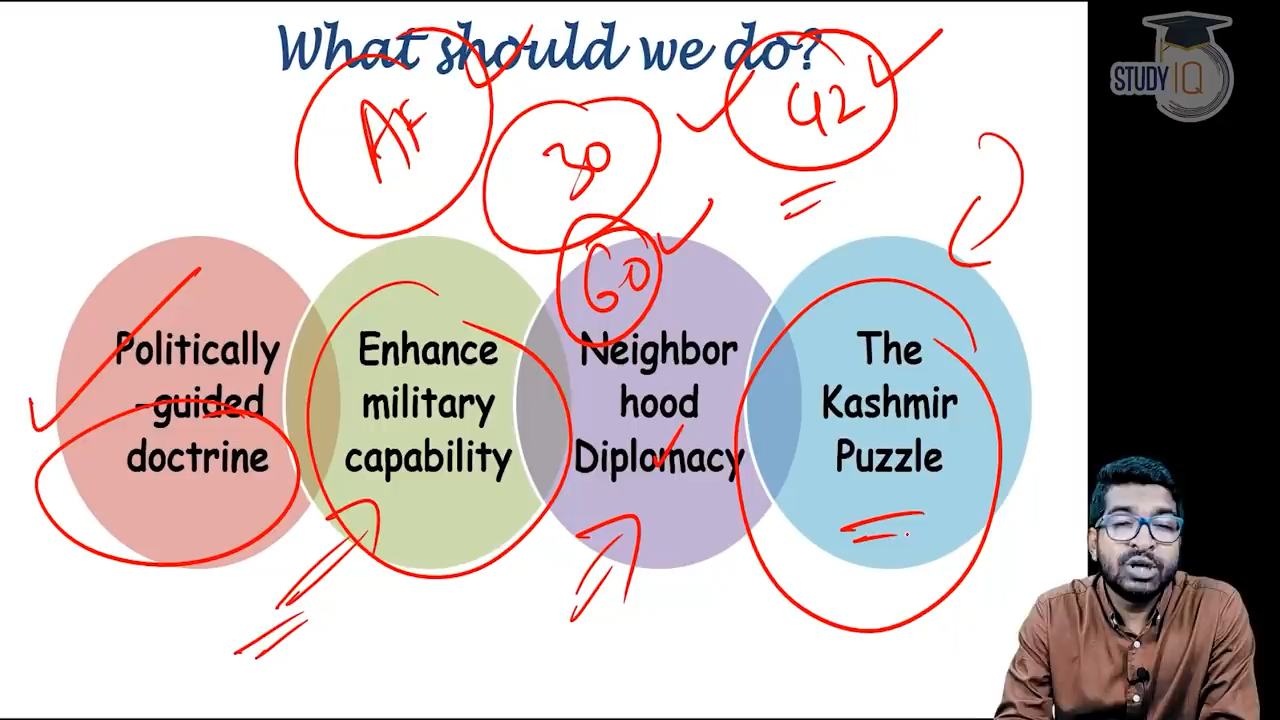 What should we do?
STUDY IQ
AF
30
42
60
Politically
-guided
doctrine
Enhance
military
capability
Neighbor
hood
Diplomacy
The
Kashmir
Puzzle